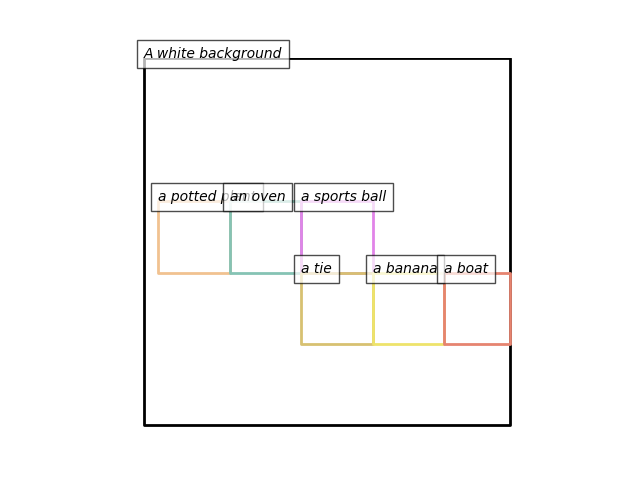 A white background
a potted plant
an oven
a sports ball
a tie
a banana
a boat